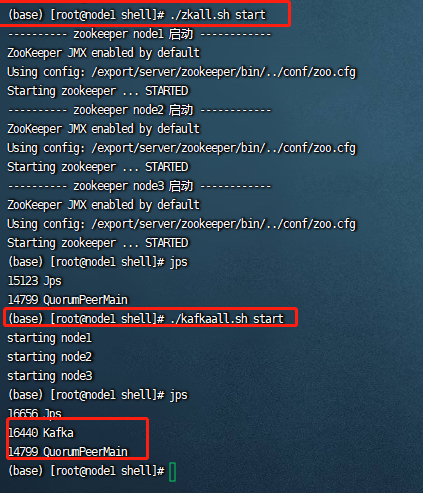 (base) [root@node1 shell]# ./zkall.sh start
---------- zookeeper node1 启动 ------------
ZooKeeper JMX enabled by default
Using config: /export/server/zookeeper/bin/../conf/zoo.cfg
Starting zookeeper ... STARTED
---------- zookeeper node2 启动 ------------
ZooKeeper JMX enabled by default
Using config: /export/server/zookeeper/bin/../conf/zoo.cfg
Starting zookeeper ... STARTED
---------- zookeeper node3 启动 ------------
ZooKeeper JMX enabled by default
Using config: /export/server/zookeeper/bin/../conf/zoo.cfg
Starting zookeeper ... STARTED
(base) [root@node1 shell]# jps
15123 Jps
14799 QuorumPeerMain
(base) [root@node1 shell]# ./kafkaall.sh start
starting node1
starting node2
starting node3
(base) [root@node1 shell]# jps
16656 Jps
16440 Kafka
14799 QuorumPeerMain
(base) [root@node1 shell]#